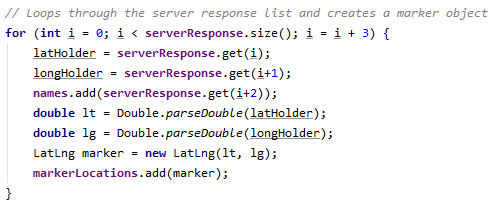 // Loops through the server response list and creates a marker object
for (int i = 0; i < serverResponse.size(); i = i + 3) {
    latHolder = serverResponse.get(i);
    longHolder = serverResponse.get(i+1);
    names.add(serverResponse.get(i+2));
    double lt = Double.parseDouble(latHolder);
    double lg = Double.parseDouble(longHolder);
    LatLng marker = new LatLng(lt, lg);
    markerLocations.add(marker);
}